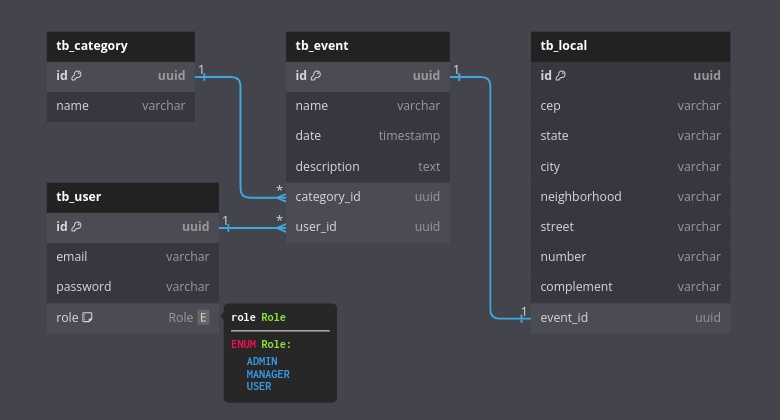 tb_category
id uuid
name varchar
1
*
tb_user
id uuid
email varchar
password varchar
role Role E
1
*
role Role
ENUM Role:
ADMIN
MANAGER
USER
tb_event
id uuid
name varchar
date timestamp
description text
category_id uuid
user_id uuid
1
1
tb_local
id uuid
cep varchar
state varchar
city varchar
neighborhood varchar
street varchar
number varchar
complement varchar
event_id uuid